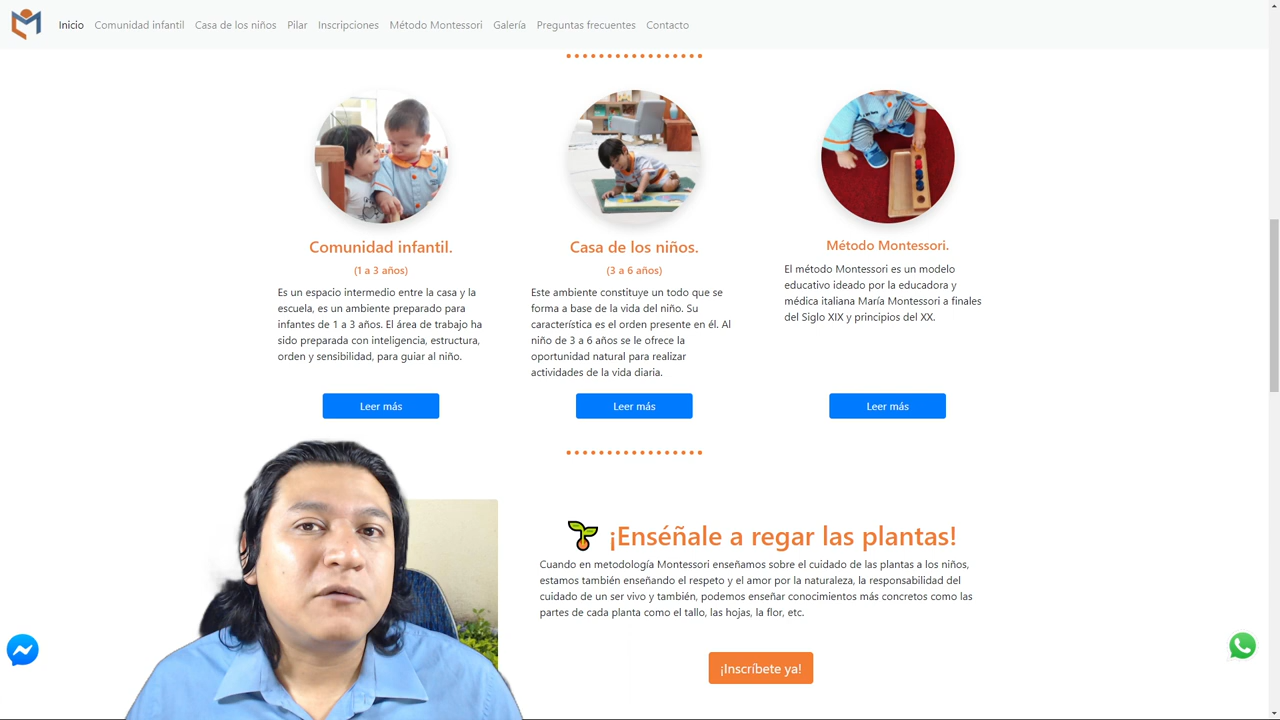 Inicio Comunidad infantil Casa de los niños Pilar Inscripciones Método Montessori Galería Preguntas frecuentes Contacto
Comunidad infantil.
(1 a 3 años)
Es un espacio intermedio entre la casa y la
escuela, es un ambiente preparado para
infantes de 1 a 3 años. El área de trabajo ha
sido preparada con inteligencia, estructura,
orden y sensibilidad, para guiar al niño.
Leer más
Casa de los niños.
(3 a 6 años)
Este ambiente constituye un todo que se
forma a base de la vida del niño. Su
característica es el orden presente en él. Al
niño de 3 a 6 años se le ofrece la
oportunidad natural para realizar
actividades de la vida diaria.
Leer más
Método Montessori.
El método Montessori es un modelo
educativo ideado por la educadora y
médica italiana María Montessori a finales
del Siglo XIX y principios del XX.
Leer más
¡Enséñale a regar las plantas!
Cuando en metodología Montessori enseñamos sobre el cuidado de las plantas a los niños,
estamos también enseñando el respeto y el amor por la naturaleza, la responsabilidad del
cuidado de un ser vivo y también, podemos enseñar conocimientos más concretos como las
partes de cada planta como el tallo, las hojas, la flor, etc.
¡Inscríbete ya!